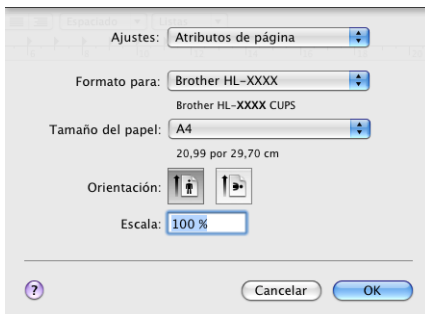 Espaciado Listas
Ajustes: Atributos de página
Formato para: Brother HL-XXXX
Brother HL-XXXX CUPS
Tamaño del papel: A4
20,99 por 29,70 cm
Orientación:
Escala: 100 %
? Cancelar OK